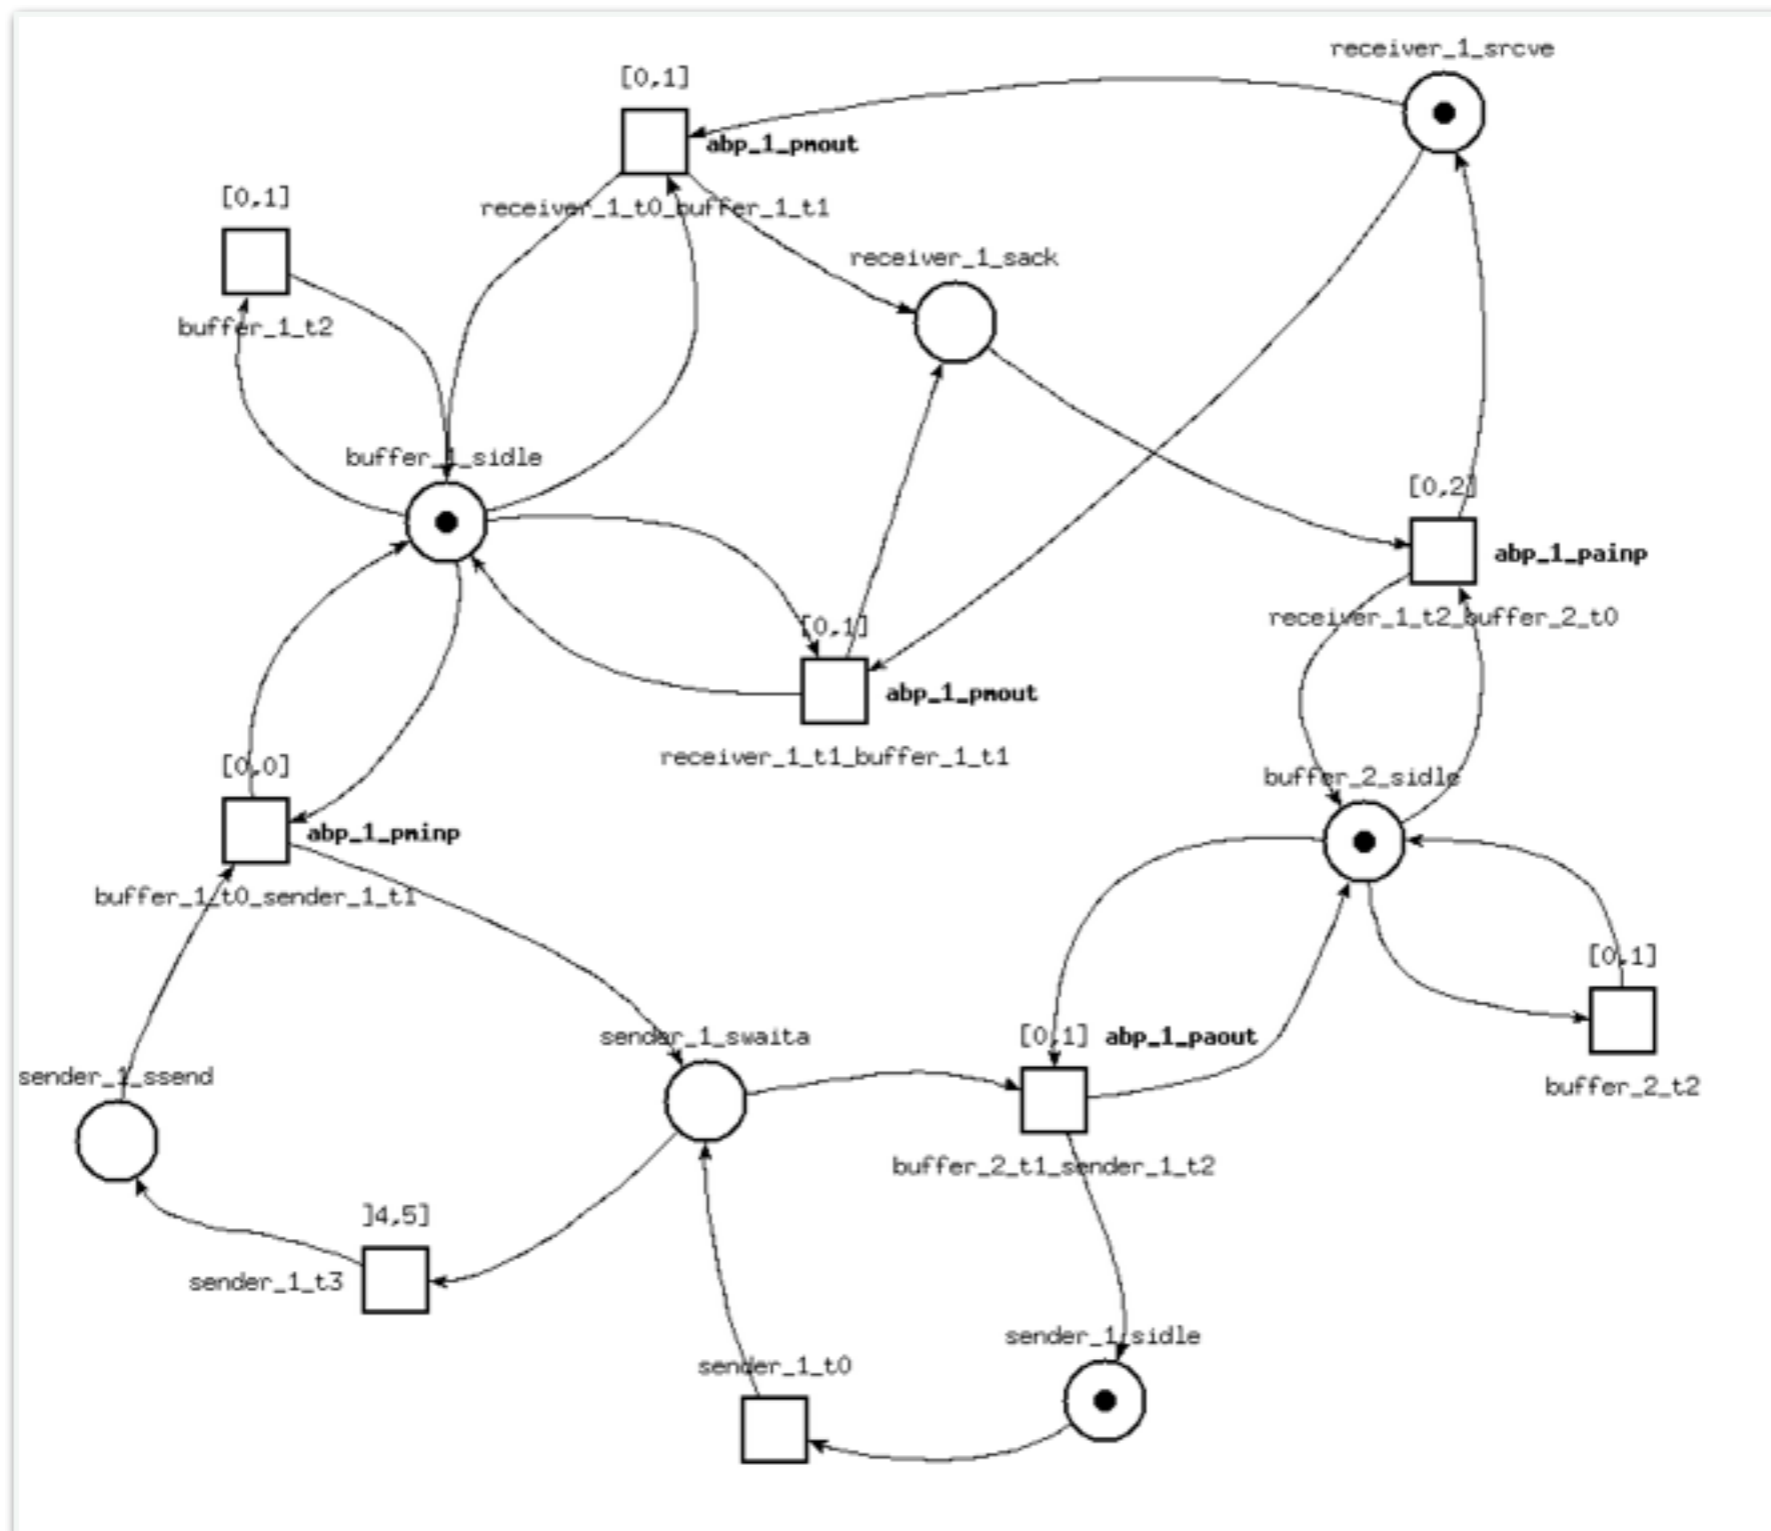 receiver_1_srcve
[0,1]
abp_1_pmout
receiver_1_t0_buffer_1_t1
[0,1]
buffer_1_t2
receiver_1_sack
buffer_1_sidle
[0,2]
abp_1_painp
receiver_1_t2_buffer_2_t0
[0,1]
abp_1_pmout
receiver_1_t1_buffer_1_t1
[0,0]
abp_1_pminp
buffer_1_t0_sender_1_t1
buffer_2_sidle
[0,1]
buffer_2_t2
sender_1_swaita
[0,1] abp_1_paout
buffer_2_t1_sender_1_t2
sender_1_ssend
]4,5]
sender_1_t3
sender_1_sidle
sender_1_t0